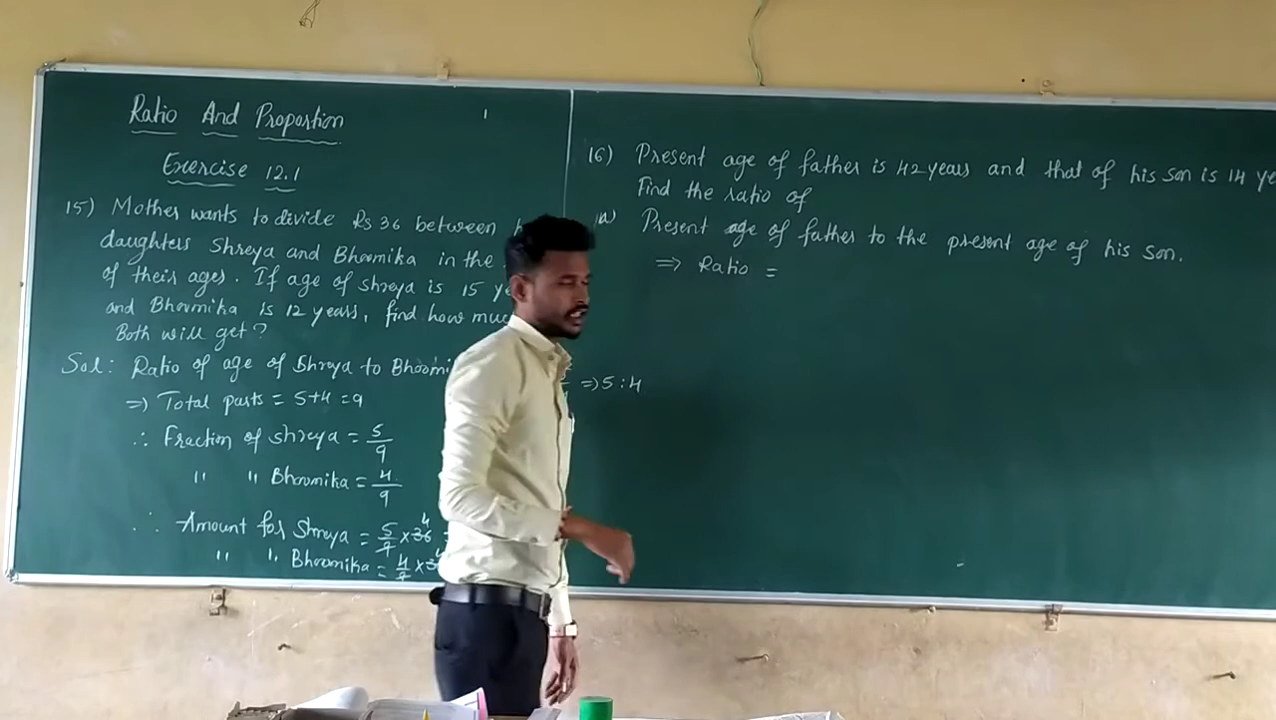 Ratio And Proportion
Exercise 12.1
15) Mother wants to divide Rs 36 between
daughters Shreya and Bhoomika in the
of their ages. If age of shreya is 15
and Bhoomika is 12 years, find how much
Both will get?
Sol: Ratio of age of Shreya to Bhoomi
⇒ 5:4
⇒ Total parts = 5+4 = 9
∴ Fraction of shreya = 5/9
" " Bhoomika = 4/9
∴ Amount for Shreya = 5/9 × 36 4
" " Bhoomika = 4/9 ×
16) Present age of father is 42 years and that of his son is 14 ye
Find the ratio of
a) Present age of father to the present age of his son.
⇒ Ratio =